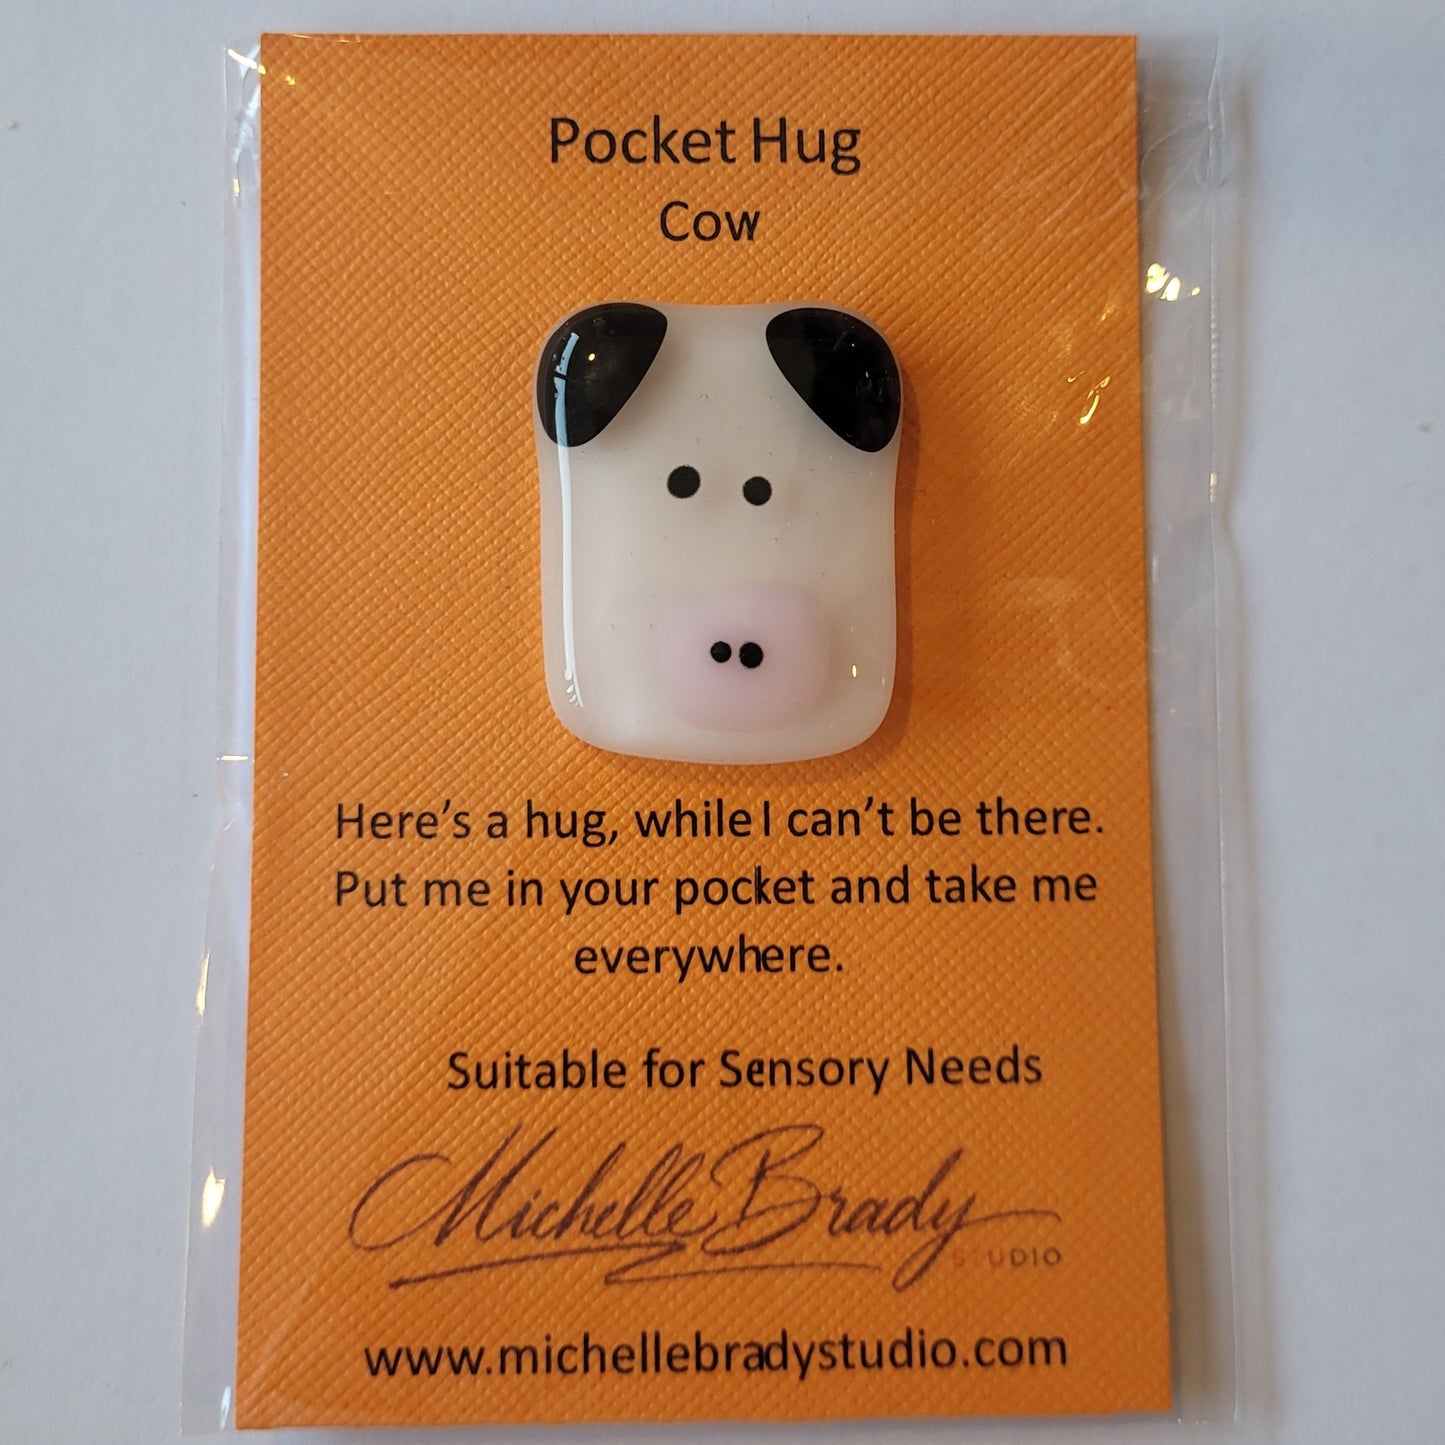 Pocket Hug
Cow
Here’s a hug, while I can’t be there.
Put me in your pocket and take me
everywhere.
Suitable for Sensory Needs
Michelle Brady
STUDIO
www.michellebradystudio.com